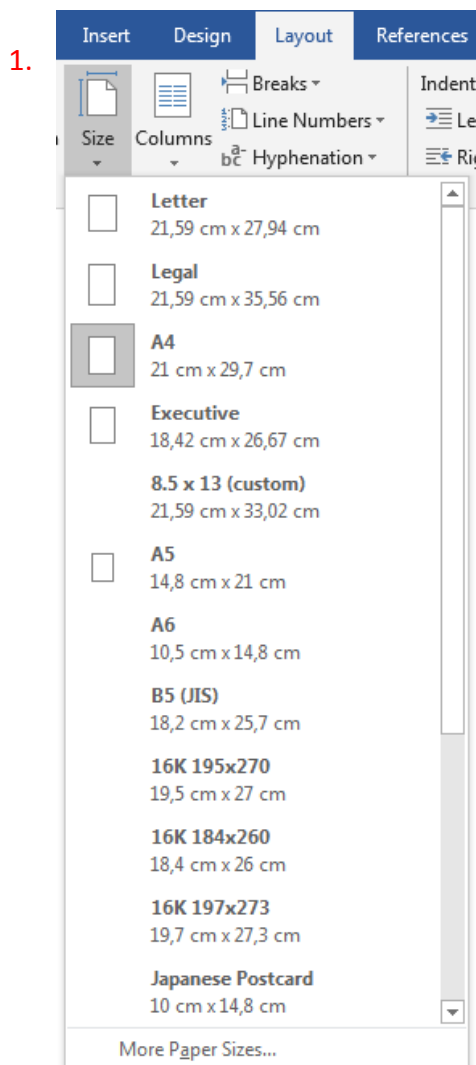 1.
Insert Design Layout References
Breaks
Indent
Size Columns Line Numbers Le
Hyphenation Rig
Letter
21,59 cm x 27,94 cm
Legal
21,59 cm x 35,56 cm
A4
21 cm x 29,7 cm
Executive
18,42 cm x 26,67 cm
8.5 x 13 (custom)
21,59 cm x 33,02 cm
A5
14,8 cm x 21 cm
A6
10,5 cm x 14,8 cm
B5 (JIS)
18,2 cm x 25,7 cm
16K 195x270
19,5 cm x 27 cm
16K 184x260
18,4 cm x 26 cm
16K 197x273
19,7 cm x 27,3 cm
Japanese Postcard
10 cm x 14,8 cm
More Paper Sizes...